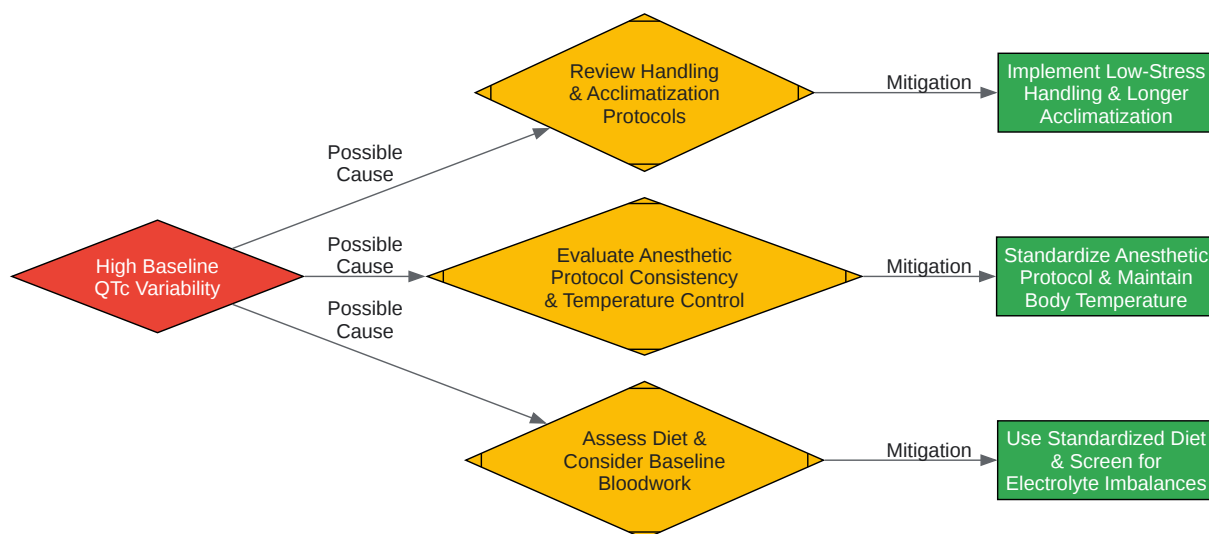 Review Handling
& Acclimatization
Protocols
Mitigation
Implement Low-Stress
Handling & Longer
Acclimatization
Possible
Cause
High Baseline
QTc Variability
Possible
Cause
Evaluate Anesthetic
Protocol Consistency
& Temperature Control
Mitigation
Standardize Anesthetic
Protocol & Maintain
Body Temperature
Possible
Cause
Assess Diet &
Consider Baseline
Bloodwork
Mitigation
Use Standardized Diet
& Screen for
Electrolyte Imbalances